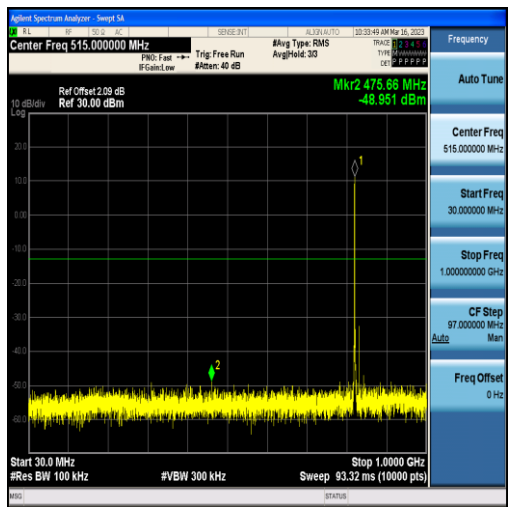 Agilent Spectrum Analyzer - Swept SA
RL RF 50 Ω AC SENSE:INT ALIGNAUTO 10:33:49 AM Mar 16, 2023
Center Freq 515.000000 MHz
PNO: Fast
IFGain:Low
Trig: Free Run
#Atten: 40 dB
#Avg Type: RMS
Avg|Hold: 3/3
TRACE 1 2 3 4 5 6
TYPE
DET P P P P P P
Ref Offset 2.09 dB
Ref 30.00 dBm
10 dB/div
Log
Mkr2 475.66 MHz
-48.951 dBm
20.0
10.0
0.00
-10.0
-20.0
-30.0
-40.0
-50.0
-60.0
1
2
Start 30.0 MHz
#Res BW 100 kHz
#VBW 300 kHz
Stop 1.0000 GHz
Sweep 93.32 ms (10000 pts)
MSG
STATUS
Frequency
Auto Tune
Center Freq
515.000000 MHz
Start Freq
30.000000 MHz
Stop Freq
1.000000000 GHz
CF Step
97.000000 MHz
Auto Man
Freq Offset
0 Hz